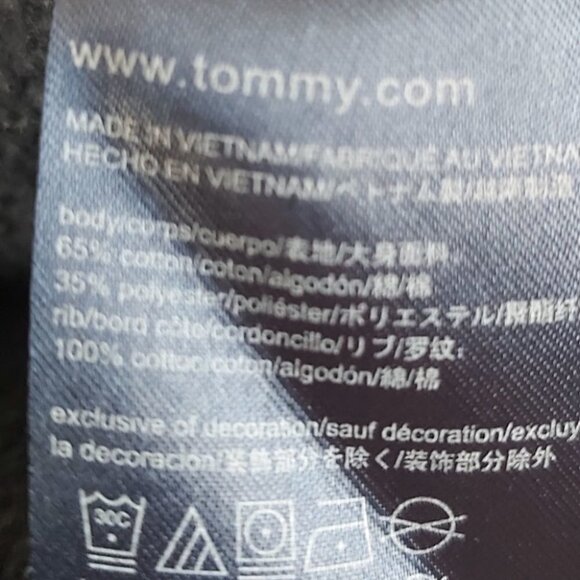 www.tommy.com
MADE IN VIETNAM/FABRIQUÉ AU VIETNA
HECHO EN VIETNAM/ベトナム製/越南制造
body/corps/cuerpo/表地/大身面料
65% cotton/coton/algodón/綿/棉
35% polyester/poliéster/ポリエステル/聚酯纤
rib/bord côte/cordoncillo/リブ/罗纹:
100% cotton/coton/algodón/綿/棉
exclusive of decoration/sauf décoration/excluy
la decoración/装飾部分を除く/装饰部分除外
30C